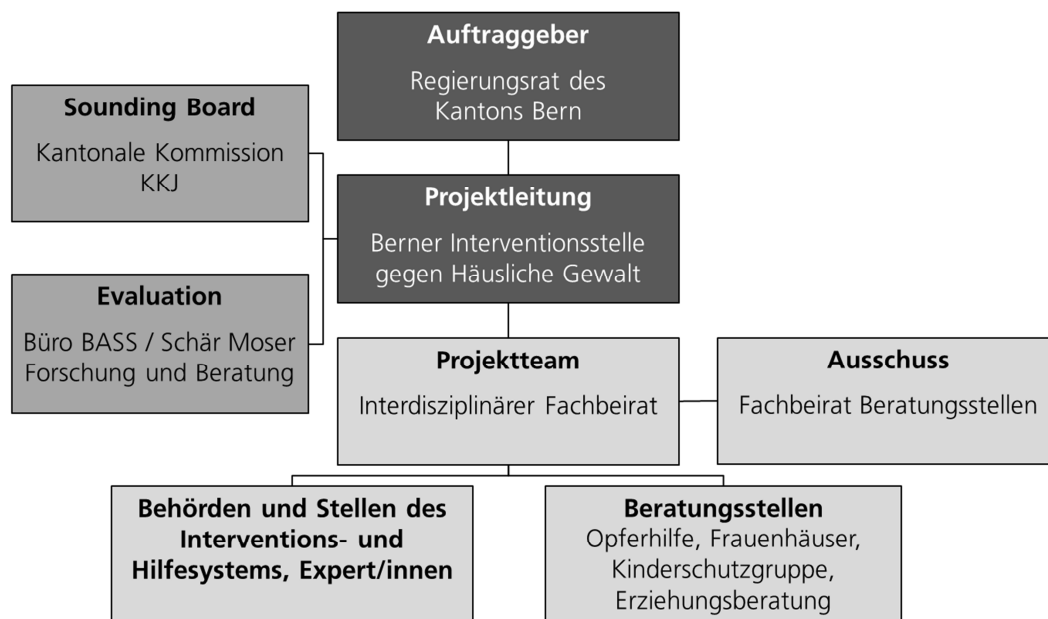 Auftraggeber
Regierungsrat des
Kantons Bern
Sounding Board
Kantonale Kommission
KKJ
Projektleitung
Berner Interventionsstelle
gegen Häusliche Gewalt
Evaluation
Büro BASS / Schär Moser
Forschung und Beratung
Projektteam
Interdisziplinärer Fachbeirat
Ausschuss
Fachbeirat Beratungsstellen
Behörden und Stellen des
Interventions- und
Hilfesystems, Expert/innen
Beratungsstellen
Opferhilfe, Frauenhäuser,
Kinderschutzgruppe,
Erziehungsberatung